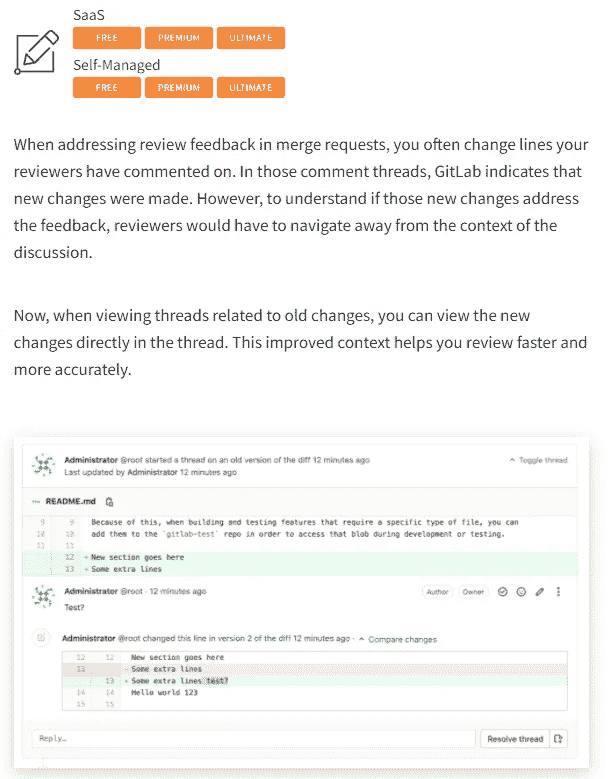 SaaS
FREE PREMIUM ULTIMATE
Self-Managed
FREE PREMIUM ULTIMATE
When addressing review feedback in merge requests, you often change lines your
reviewers have commented on. In those comment threads, GitLab indicates that
new changes were made. However, to understand if those new changes address
the feedback, reviewers would have to navigate away from the context of the
discussion.
Now, when viewing threads related to old changes, you can view the new
changes directly in the thread. This improved context helps you review faster and
more accurately.
Administrator @root started a thread on an old version of the diff 12 minutes ago
Toggle thread
Last updated by Administrator 12 minutes ago
README.md
9 9 Because of this, when building and testing features that require a specific type of file, you can
10 10 add them to the `gitlab-test` repo in order to access that blob during development or testing.
11 11
12 + New section goes here
13 + Some extra lines
Administrator @root · 12 minutes ago
Author Owner
Test?
Administrator @root changed this line in version 2 of the diff 12 minutes ago · Compare changes
12 12 New section goes here
13 - Some extra lines
13 + Some extra lines test?
14 14 Hello world 123
15 15
Reply…
Resolve thread